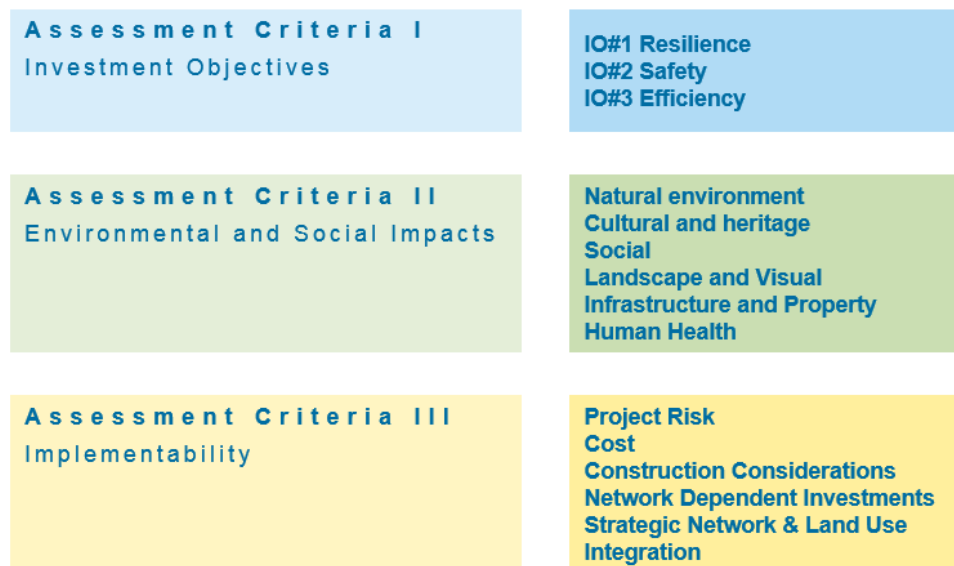 Assessment Criteria I
Investment Objectives
IO#1 Resilience
IO#2 Safety
IO#3 Efficiency
Assessment Criteria II
Environmental and Social Impacts
Natural environment
Cultural and heritage
Social
Landscape and Visual
Infrastructure and Property
Human Health
Assessment Criteria III
Implementability
Project Risk
Cost
Construction Considerations
Network Dependent Investments
Strategic Network & Land Use
Integration